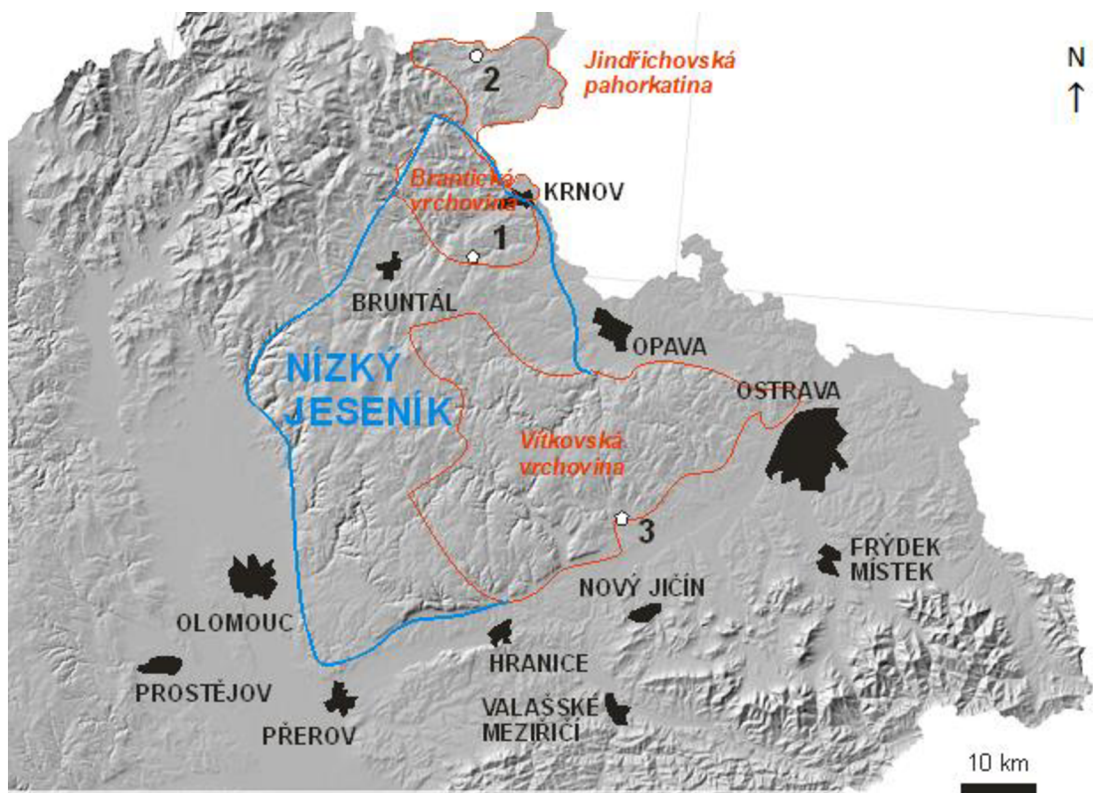 Jindřichovská
pahorkatina
N
2
Brantická
vrchovina
KRNOV
1
BRUNTÁL
OPAVA
NÍZKÝ
JESENÍK
OSTRAVA
Vítkovská
vrchovina
3
FRÝDEK
MÍSTEK
NOVÝ JIČÍN
OLOMOUC
HRANICE
PROSTĚJOV
VALAŠSKÉ
MEZIŘÍČÍ
PŘEROV
10 km